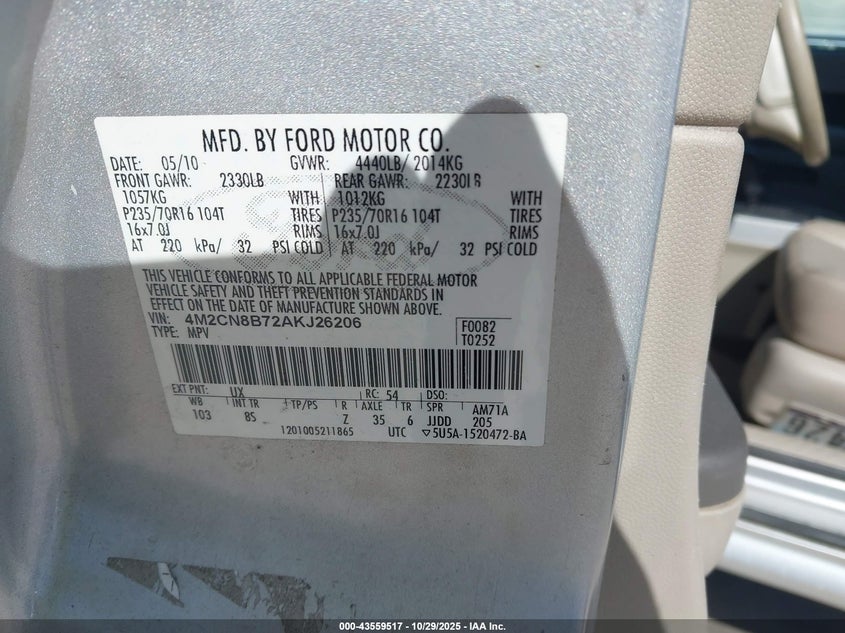 MFD. BY FORD MOTOR CO.
DATE: 05/10 GVWR: 4440LB/ 2014KG
FRONT GAWR: 2330LB REAR GAWR: 2230LB
1057KG WITH 1012KG WITH
P235/70R16 104T TIRES P235/70R16 104T TIRES
16x7.0J RIMS 16x7.0J RIMS
AT 220 kPa/ 32 PSI COLD AT 220 kPa/ 32 PSI COLD
THIS VEHICLE CONFORMS TO ALL APPLICABLE FEDERAL MOTOR
VEHICLE SAFETY AND THEFT PREVENTION STANDARDS IN
EFFECT ON THE DATE OF MANUFACTURE SHOWN ABOVE.
VIN: 4M2CN8B72AKJ26206 F0082
TYPE: MPV T0252
EXT PNT: UX RC: 54 DSO:
WB INT TR TP/PS R AXLE TR SPR AM71A
103 8S Z 35 6 JJDD 205
1201005211865 UTC ▽5U5A-1520472-BA
000-43559517 - 10/29/2025 - IAA Inc.